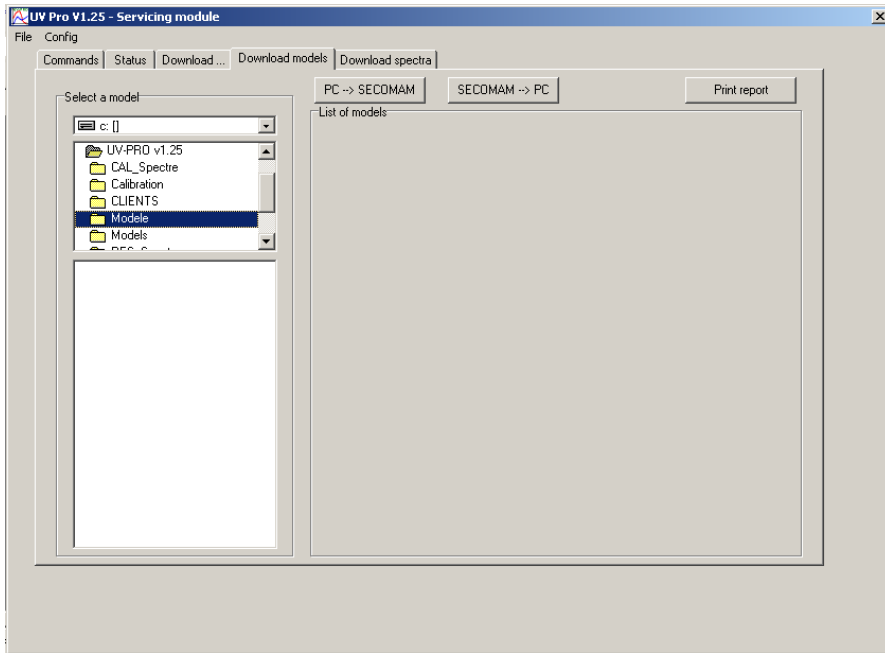 UV Pro V1.25 - Servicing module
File Config
Commands Status Download ... Download models Download spectra
PC --> SECOMAM SECOMAM --> PC Print report
Select a model
List of models
c: []
UV-PRO v1.25
CAL_Spectre
Calibration
CLIENTS
Modele
Models